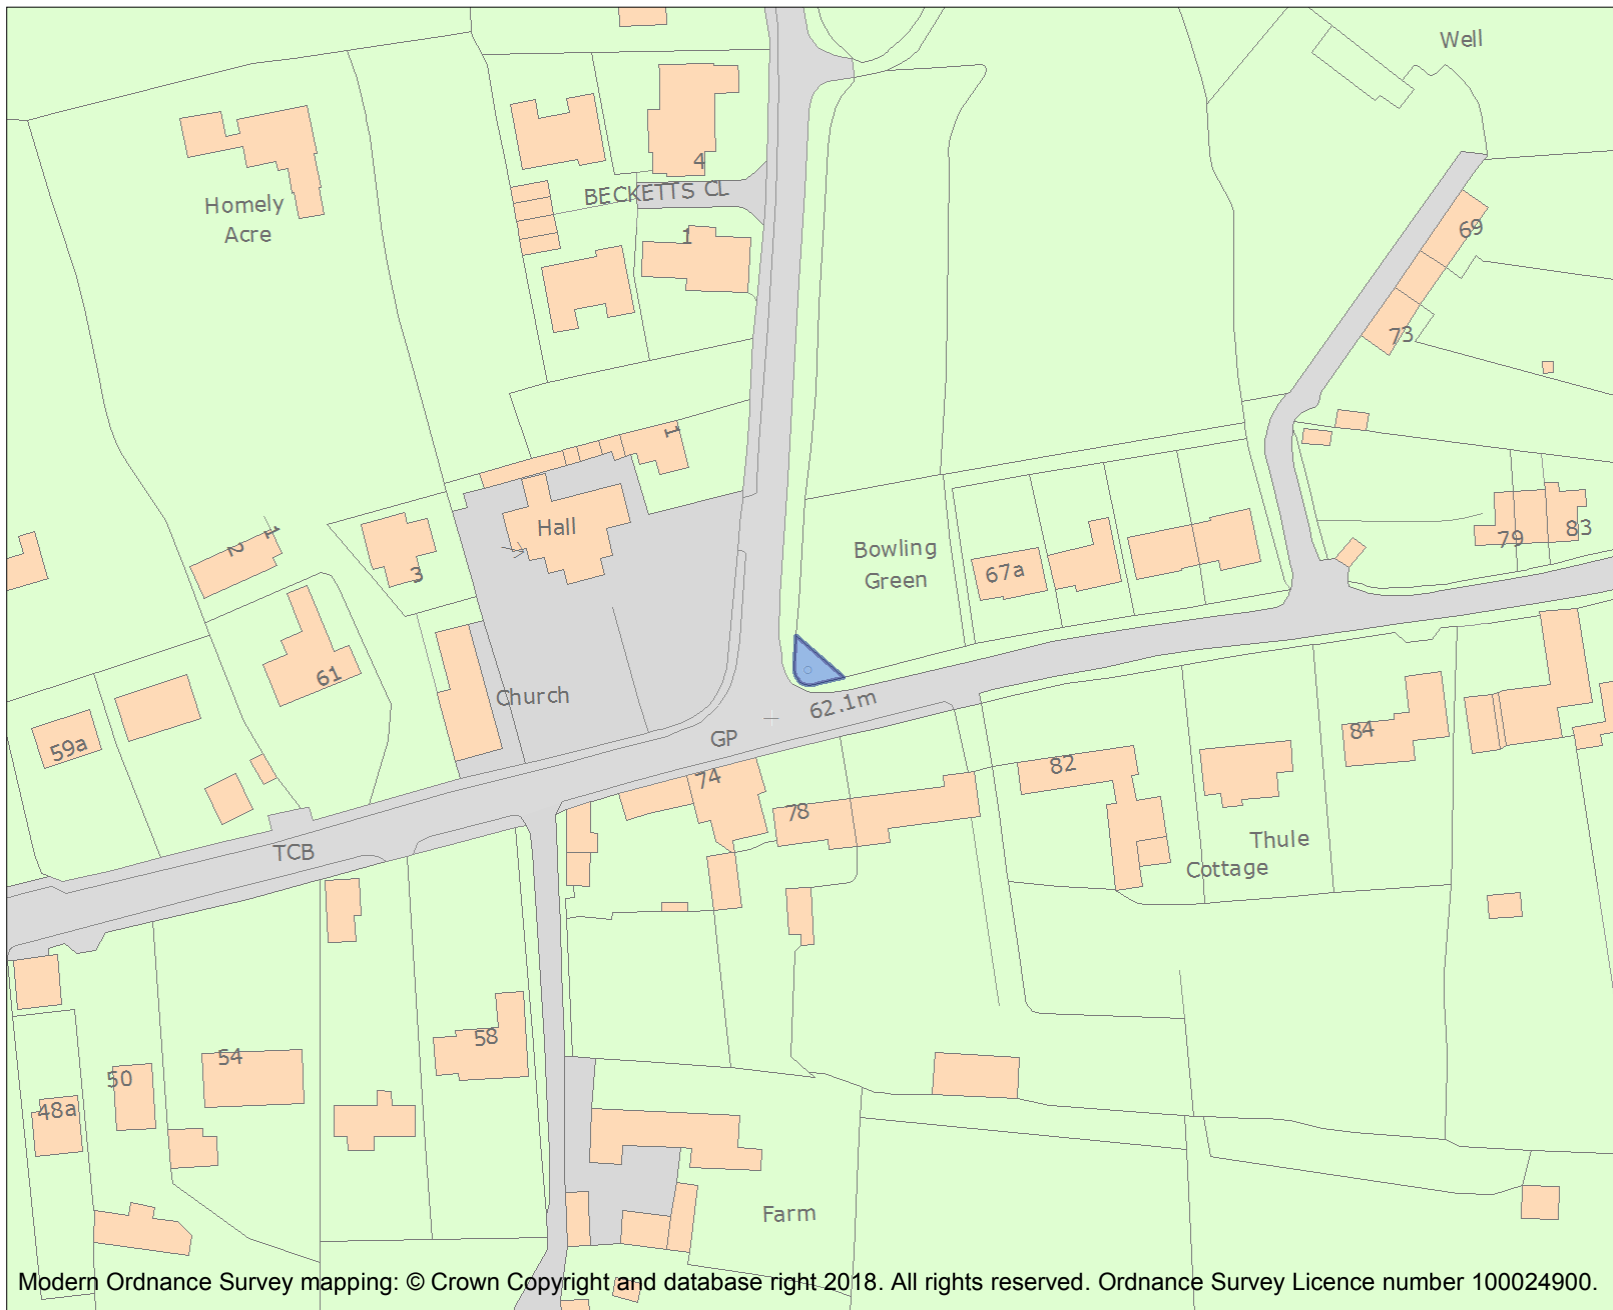 Well
4
BECKETTS CL
Homely
Acre
69
1
73
1
Hall
Bowling
Green
1
2
79
83
3
67a
61
Church
62.1m
59a
GP
84
82
74
78
Thule
Cottage
TCB
58
54
50
48a
Farm
Modern Ordnance Survey mapping: © Crown Copyright and database right 2018. All rights reserved. Ordnance Survey Licence number 100024900.